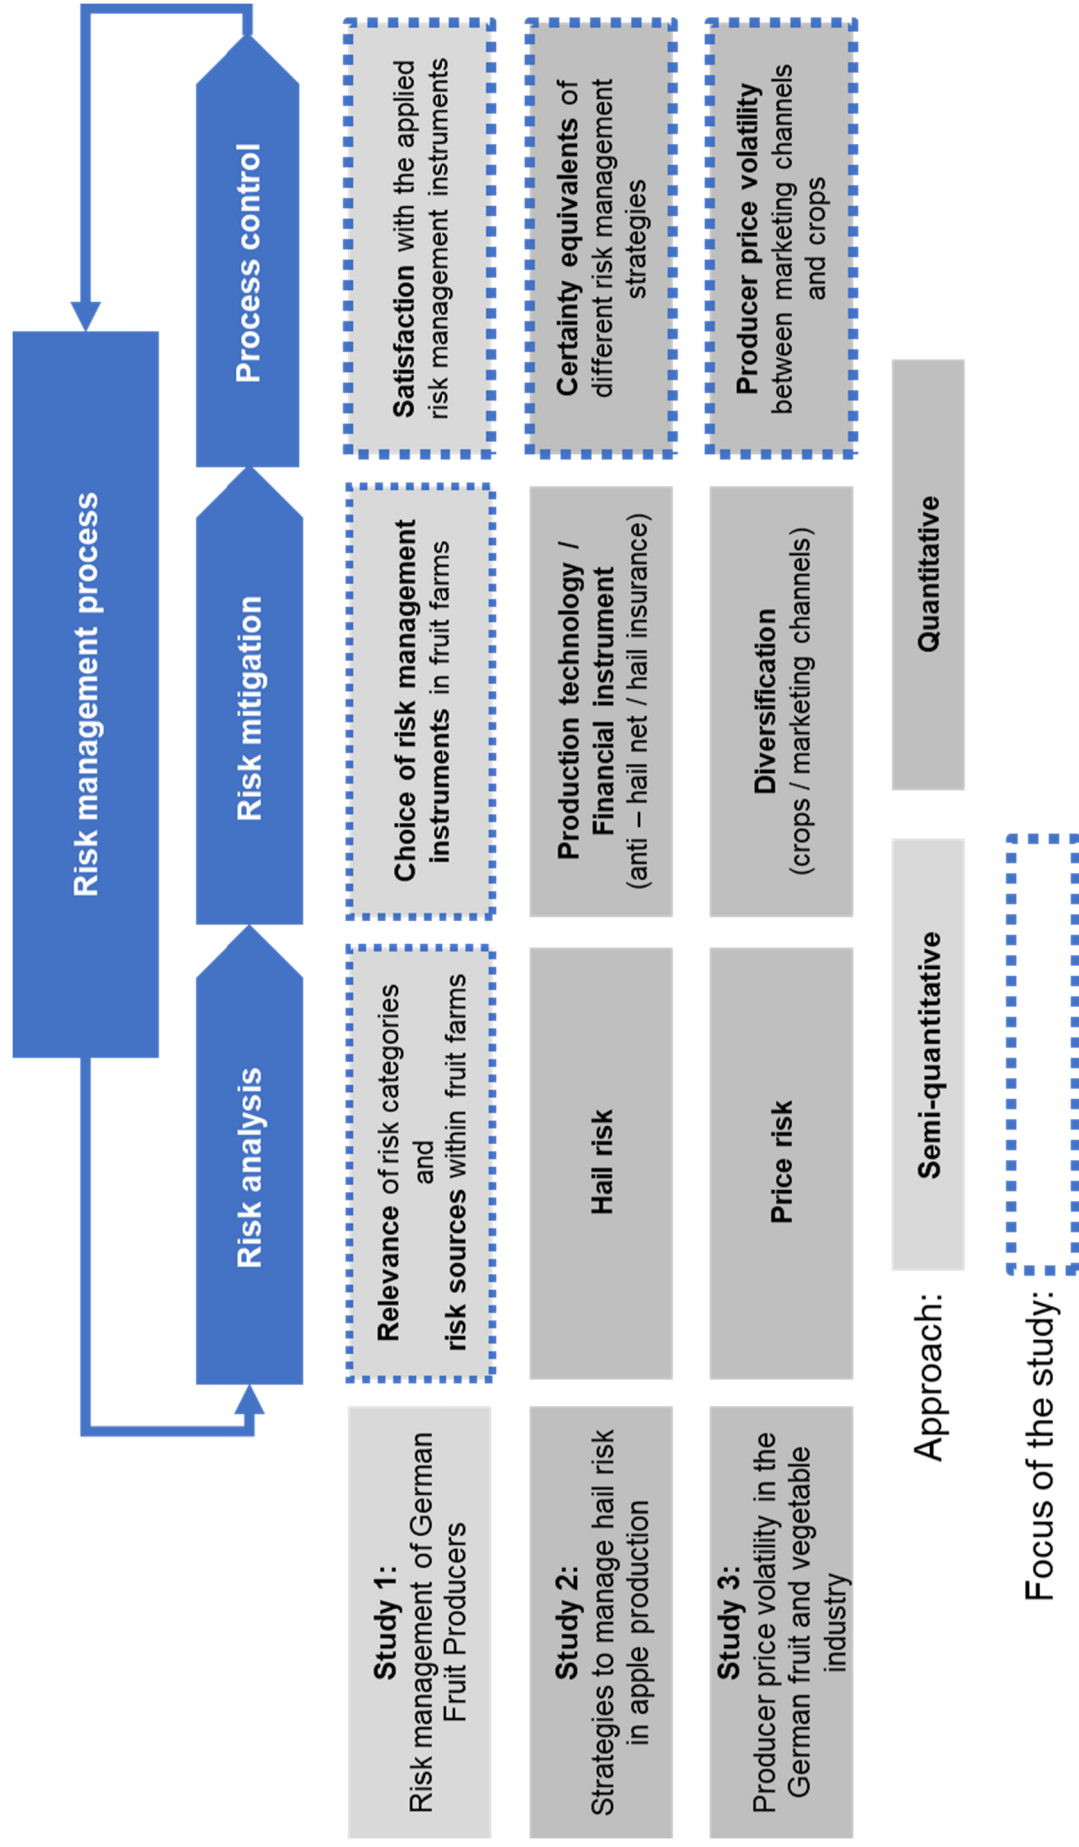 Risk management process
Risk analysis
Risk mitigation
Process control
Study 1:
Risk management of German
Fruit Producers
Relevance of risk categories
and
risk sources within fruit farms
Choice of risk management
instruments in fruit farms
Satisfaction with the applied
risk management instruments
Study 2:
Strategies to manage hail risk
in apple production
Hail risk
Production technology /
Financial instrument
(anti – hail net / hail insurance)
Certainty equivalents of
different risk management
strategies
Study 3:
Producer price volatility in the
German fruit and vegetable
industry
Price risk
Diversification
(crops / marketing channels)
Producer price volatility
between marketing channels
and crops
Approach:
Semi-quantitative
Quantitative
Focus of the study: